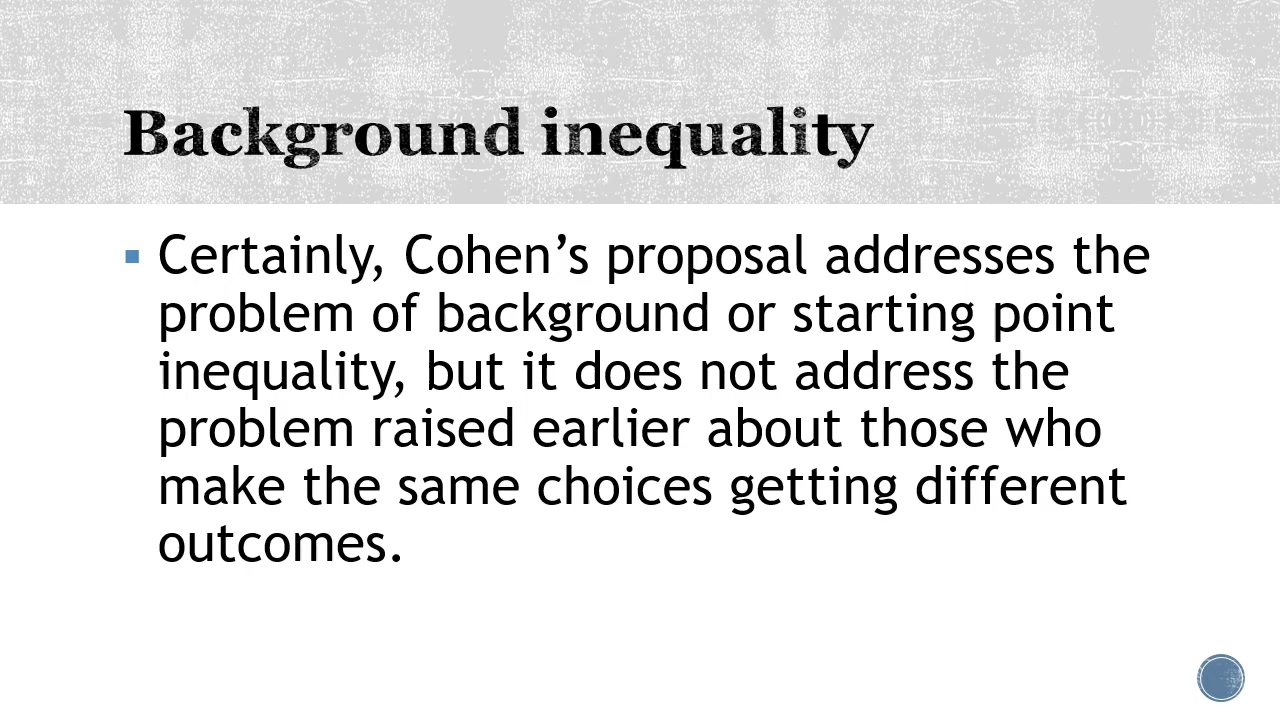 Background inequality
Certainly, Cohen’s proposal addresses the
problem of background or starting point
inequality, but it does not address the
problem raised earlier about those who
make the same choices getting different
outcomes.